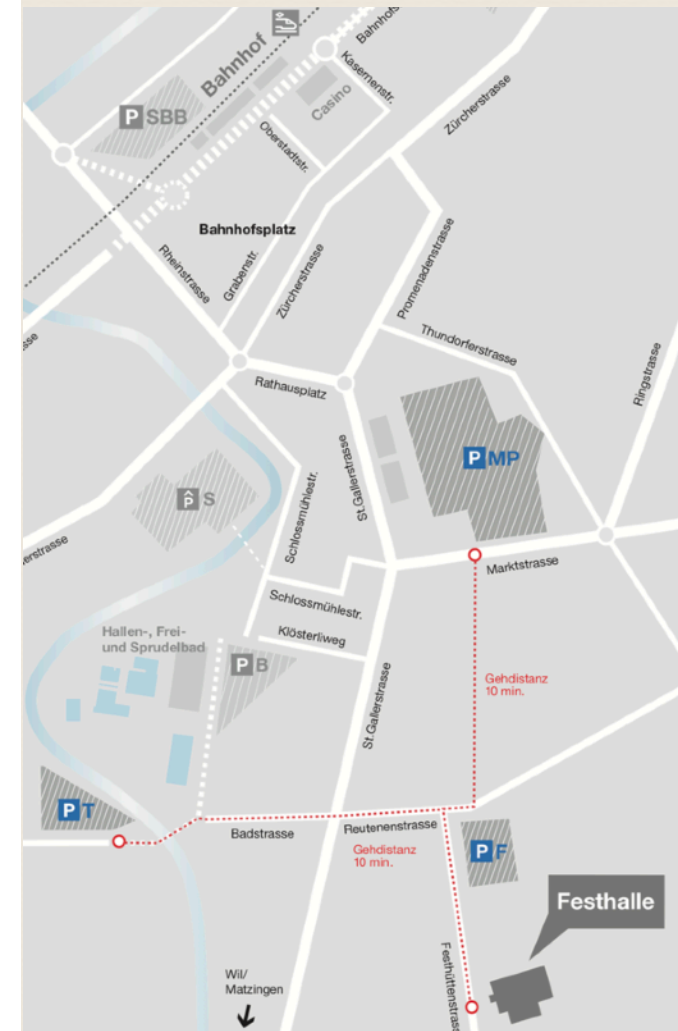 Bahnhofs
Bahnhof
Kasernenstr.
Casino
P SBB
Zürcherstrasse
Oberstadtstr.
Bahnhofsplatz
Rheinstrasse
Grabenstr.
Zürcherstrasse
Promenadenstrasse
sse
Thundorferstrasse
Ringstrasse
Rathausplatz
St.Gallerstrasse
P MP
Schlossmühlestr.
P S
erstrasse
Marktstrasse
Schlossmühlestr.
Klösterliweg
Hallen-, Frei-
und Sprudelbad
P B
St.Gallerstrasse
Gehdistanz
10 min.
P T
Badstrasse
Reutenenstrasse
Gehdistanz
10 min.
P F
Festhalle
Festhüttenstrasse
Wil/
Matzingen